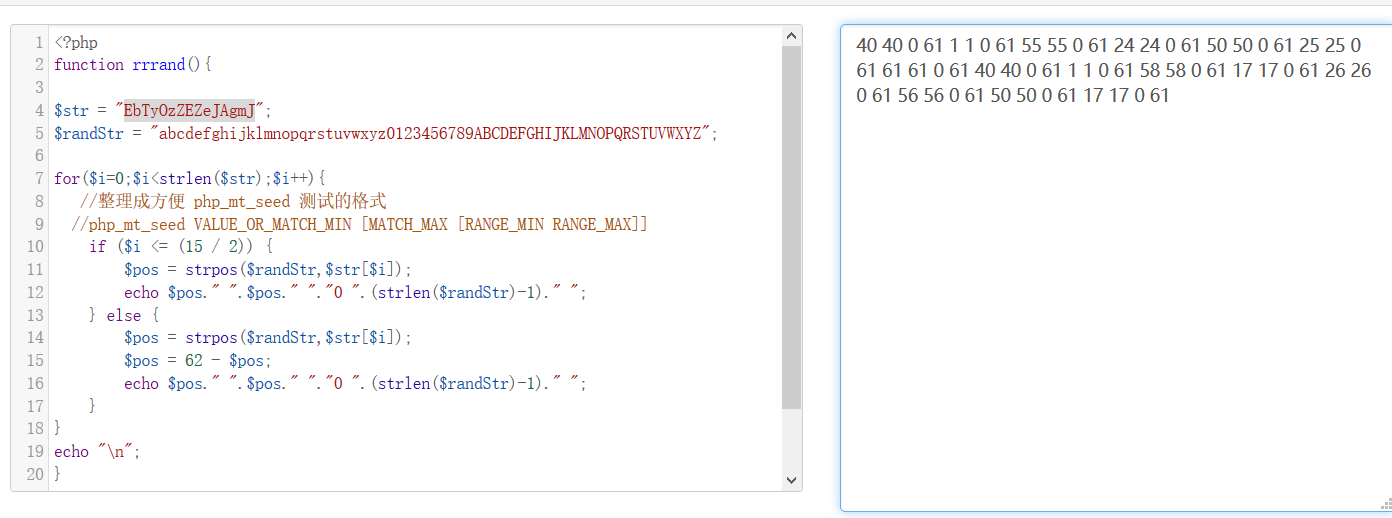 1 <?php
2 function rrrand(){
3
4 $str = "EbTyOzZEZeJAgmJ";
5 $randStr = "abcdefghijklmnopqrstuvwxyz0123456789ABCDEFGHIJKLMNOPQRSTUVWXYZ";
6
7 for($i=0;$i<strlen($str);$i++){
8 //整理成方便 php_mt_seed 测试的格式
9 //php_mt_seed VALUE_OR_MATCH_MIN [MATCH_MAX [RANGE_MIN RANGE_MAX]]
10 if ($i <= (15 / 2)) {
11 $pos = strpos($randStr,$str[$i]);
12 echo $pos." ".$pos." "."0 ".(strlen($randStr)-1)." ";
13 } else {
14 $pos = strpos($randStr,$str[$i]);
15 $pos = 62 - $pos;
16 echo $pos." ".$pos." "."0 ".(strlen($randStr)-1)." ";
17 }
18 }
19 echo "\n";
20 }
40 40 0 61 1 1 0 61 55 55 0 61 24 24 0 61 50 50 0 61 25 25 0
61 61 61 0 61 40 40 0 61 1 1 0 61 58 58 0 61 17 17 0 61 26 26
0 61 56 56 0 61 50 50 0 61 17 17 0 61